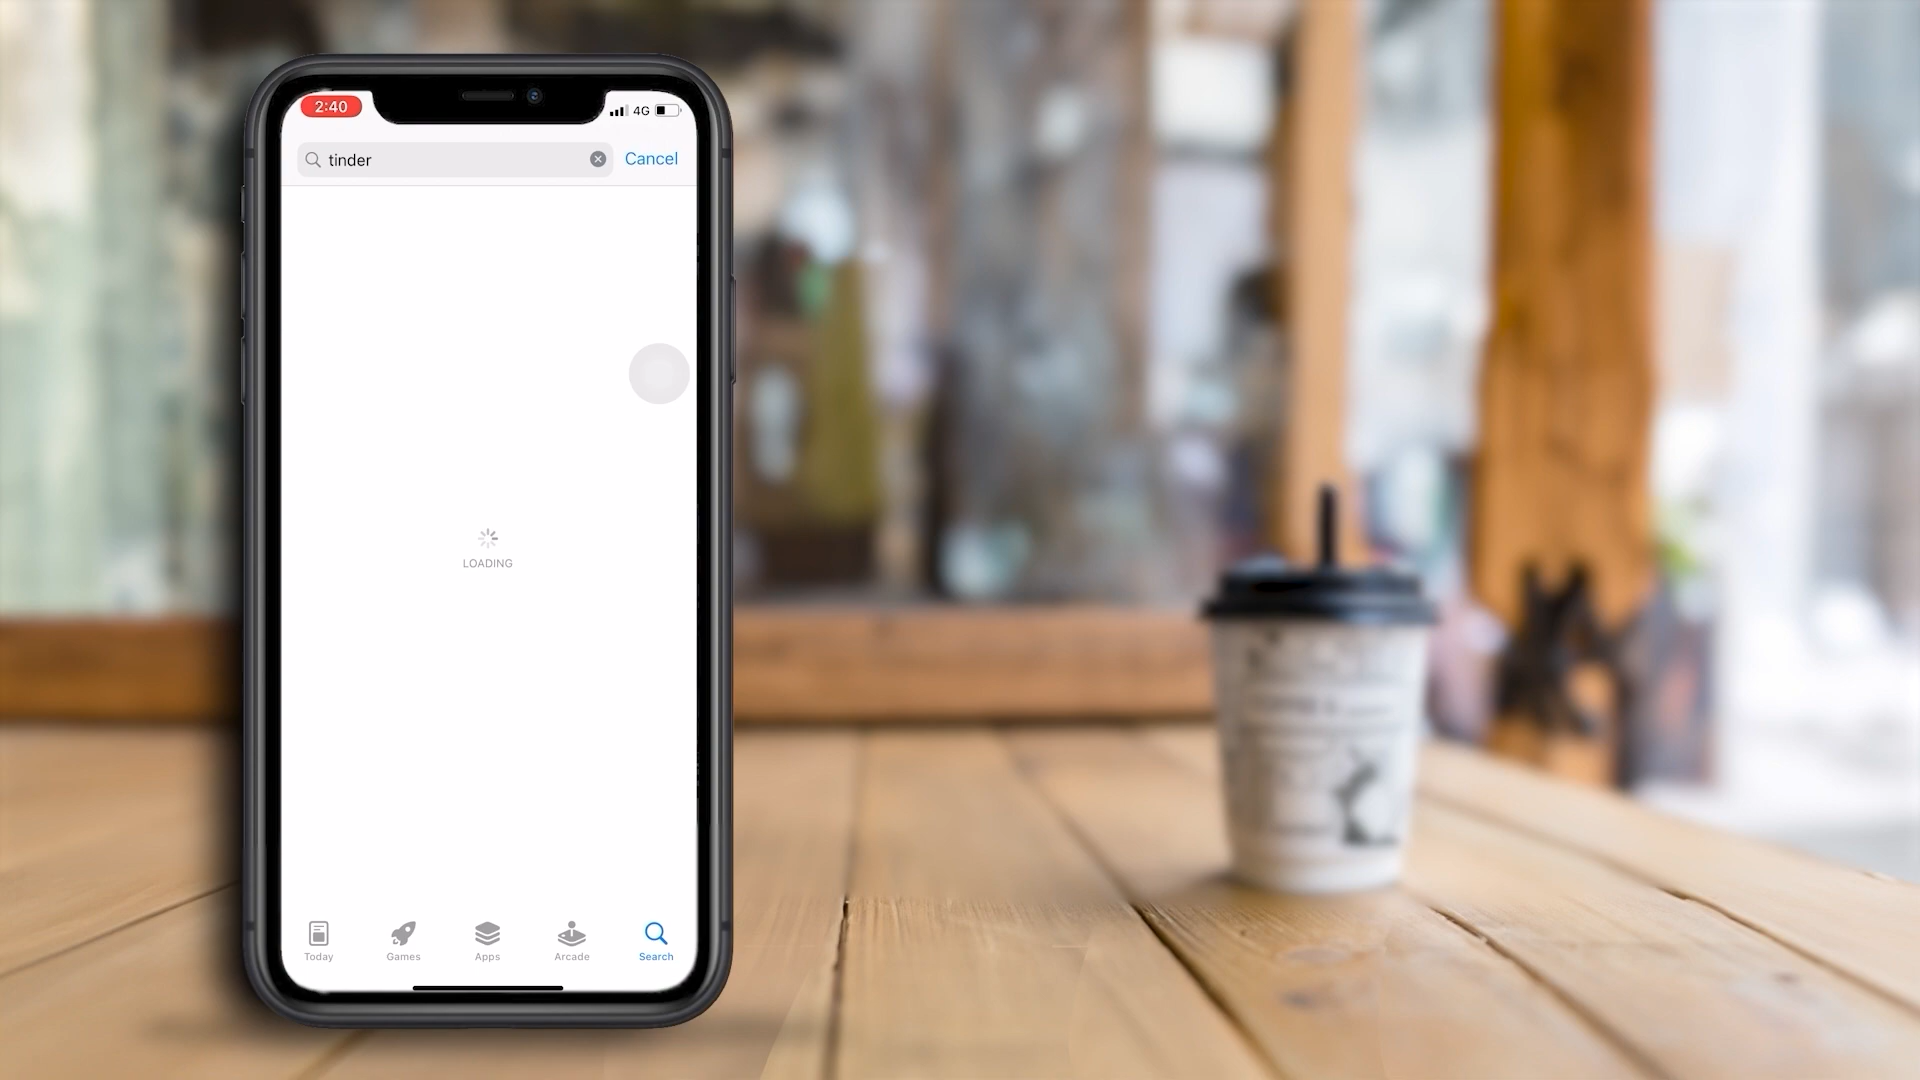 2:40
4G
tinder
Cancel
LOADING
Today
Games
Apps
Arcade
Search